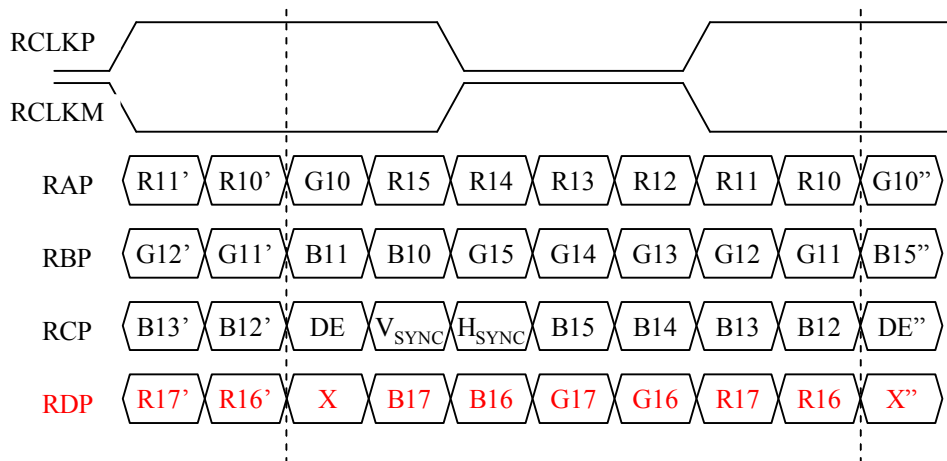 RCLKP
RCLKM
RAP R11’ R10’ G10 R15 R14 R13 R12 R11 R10 G10”
RBP G12’ G11’ B11 B10 G15 G14 G13 G12 G11 B15”
RCP B13’ B12’ DE VSYNC HSYNC B15 B14 B13 B12 DE”
RDP R17’ R16’ X B17 B16 G17 G16 R17 R16 X”